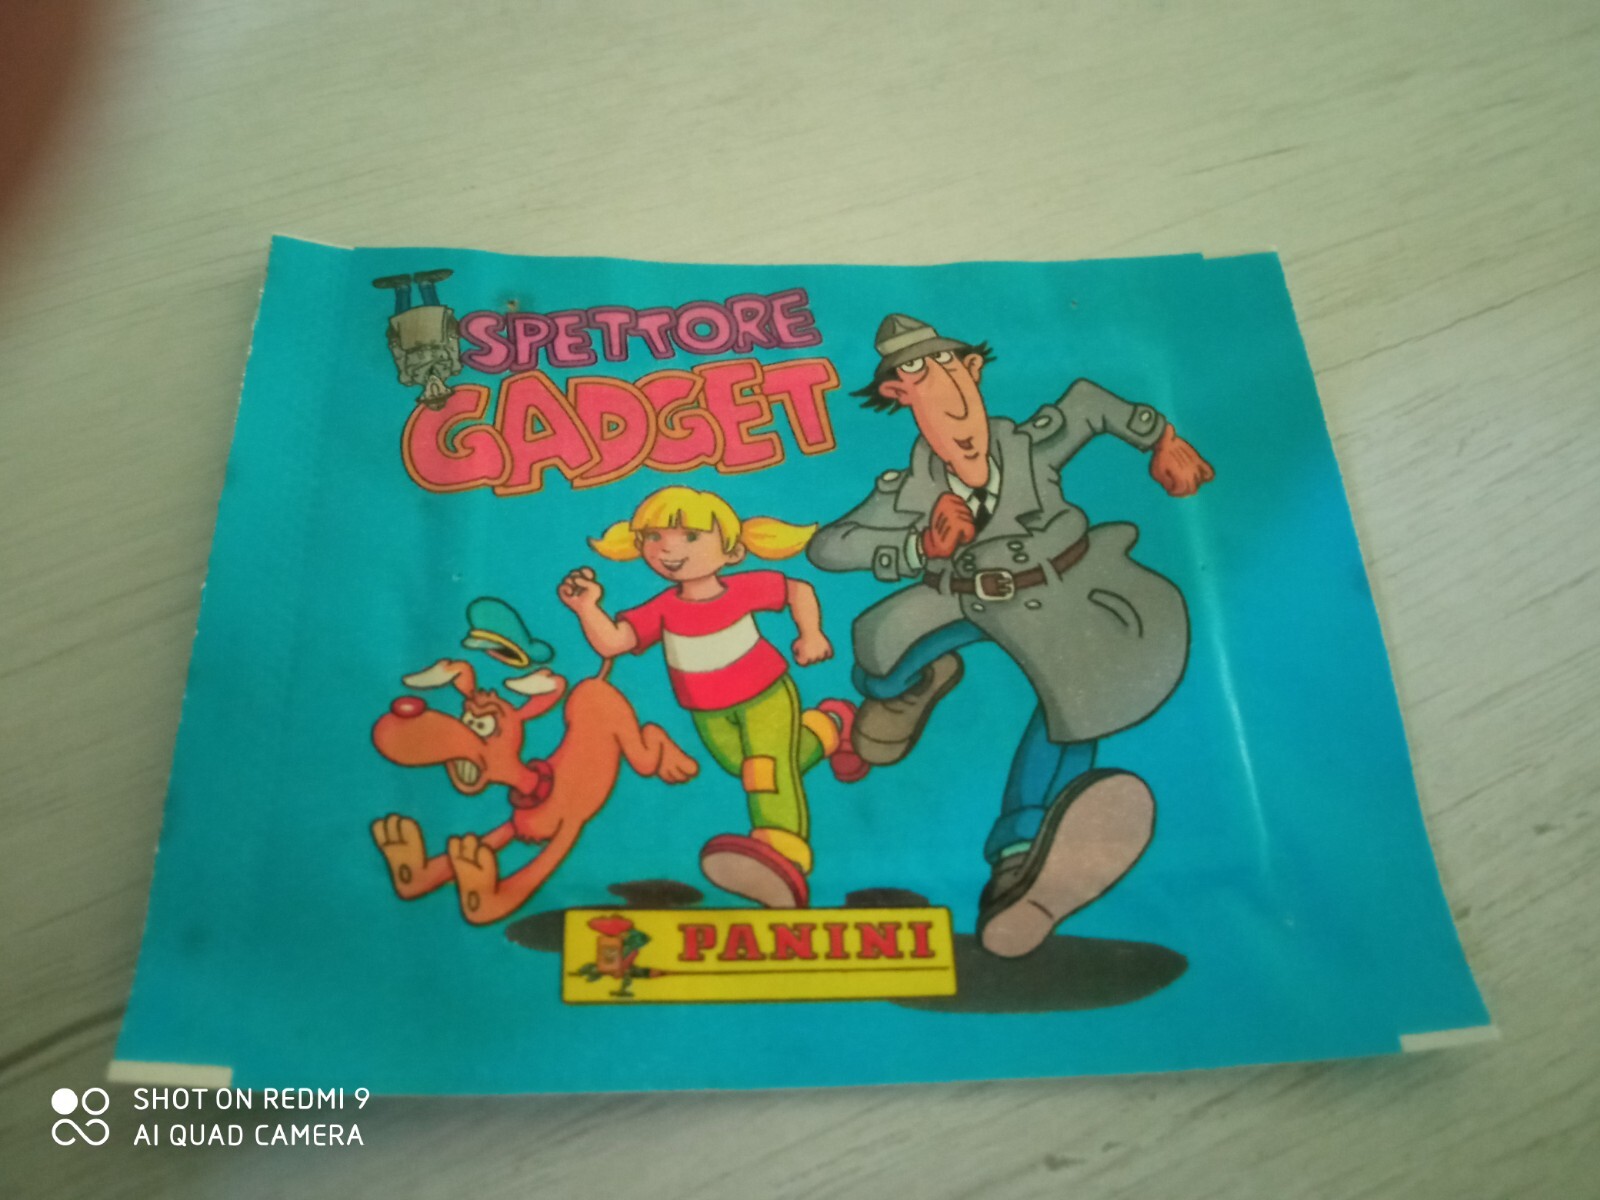 SPETTORE
GADGET
PANINI
SHOT ON REDMI 9
AI QUAD CAMERA